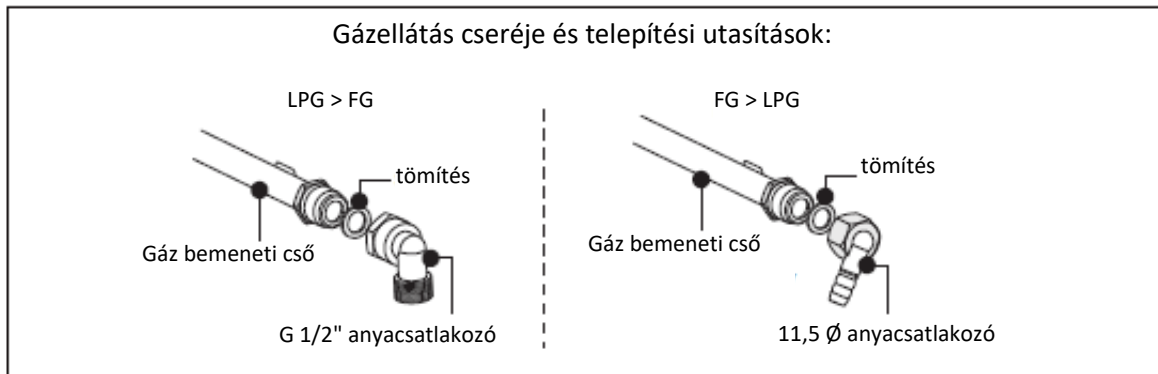 Gázellátás cseréje és telepítési utasítások:
LPG > FG
tömítés
Gáz bemeneti cső
G 1/2" anyacsatlakozó
FG > LPG
tömítés
Gáz bemeneti cső
11,5 Ø anyacsatlakozó